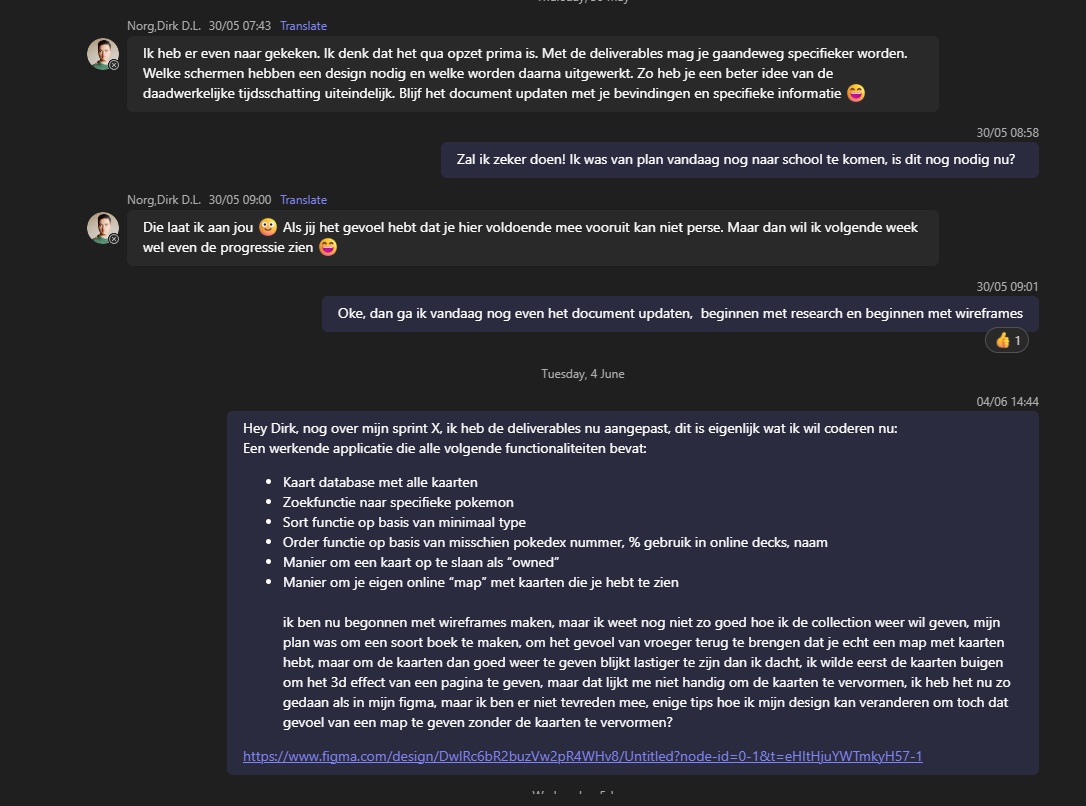 Norg,Dirk D.L. 30/05 07:43 Translate
Ik heb er even naar gekeken. Ik denk dat het qua opzet prima is. Met de deliverables mag je gaandeweg specifieker worden.
Welke schermen hebben een design nodig en welke worden daarna uitgewerkt. Zo heb je een beter idee van de
daadwerkelijke tijdsschatting uiteindelijk. Blijf het document updaten met je bevindingen en specifieke informatie 😄
30/05 08:58
Zal ik zeker doen! Ik was van plan vandaag nog naar school te komen, is dit nog nodig nu?
Norg,Dirk D.L. 30/05 09:00 Translate
Die laat ik aan jou 😜 Als jij het gevoel hebt dat je hier voldoende mee vooruit kan niet perse. Maar dan wil ik volgende week
wel even de progressie zien 😄
30/05 09:01
Oke, dan ga ik vandaag nog even het document updaten,  beginnen met research en beginnen met wireframes
👍 1
Tuesday, 4 June
04/06 14:44
Hey Dirk, nog over mijn sprint X, ik heb de deliverables nu aangepast, dit is eigenlijk wat ik wil coderen nu:
Een werkende applicatie die alle volgende functionaliteiten bevat:
• Kaart database met alle kaarten
• Zoekfunctie naar specifieke pokemon
• Sort functie op basis van minimaal type
• Order functie op basis van misschien pokedex nummer, % gebruik in online decks, naam
• Manier om een kaart op te slaan als “owned”
• Manier om je eigen online “map” met kaarten die je hebt te zien
ik ben nu begonnen met wireframes maken, maar ik weet nog niet zo goed hoe ik de collection weer wil geven, mijn
plan was om een soort boek te maken, om het gevoel van vroeger terug te brengen dat je echt een map met kaarten
hebt, maar om de kaarten dan goed weer te geven blijkt lastiger te zijn dan ik dacht, ik wilde eerst de kaarten buigen
om het 3d effect van een pagina te geven, maar dat lijkt me niet handig om de kaarten te vervormen, ik heb het nu zo
gedaan als in mijn figma, maar ik ben er niet tevreden mee, enige tips hoe ik mijn design kan veranderen om toch dat
gevoel van een map te geven zonder de kaarten te vervormen?
https://www.figma.com/design/DwlRc6bR2buzVw2pR4WHv8/Untitled?node-id=0-1&t=eHItHjuYWTmkyH57-1